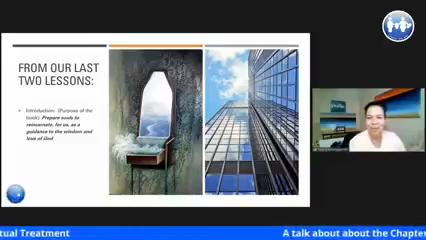 FROM OUR LAST
TWO LESSONS:
Introduction: (Purpose of the
book): Prepare souls to
reincarnate, for us, as a
guidance to the wisdom and
love of God
tual Treatment
A talk about about the Chapter